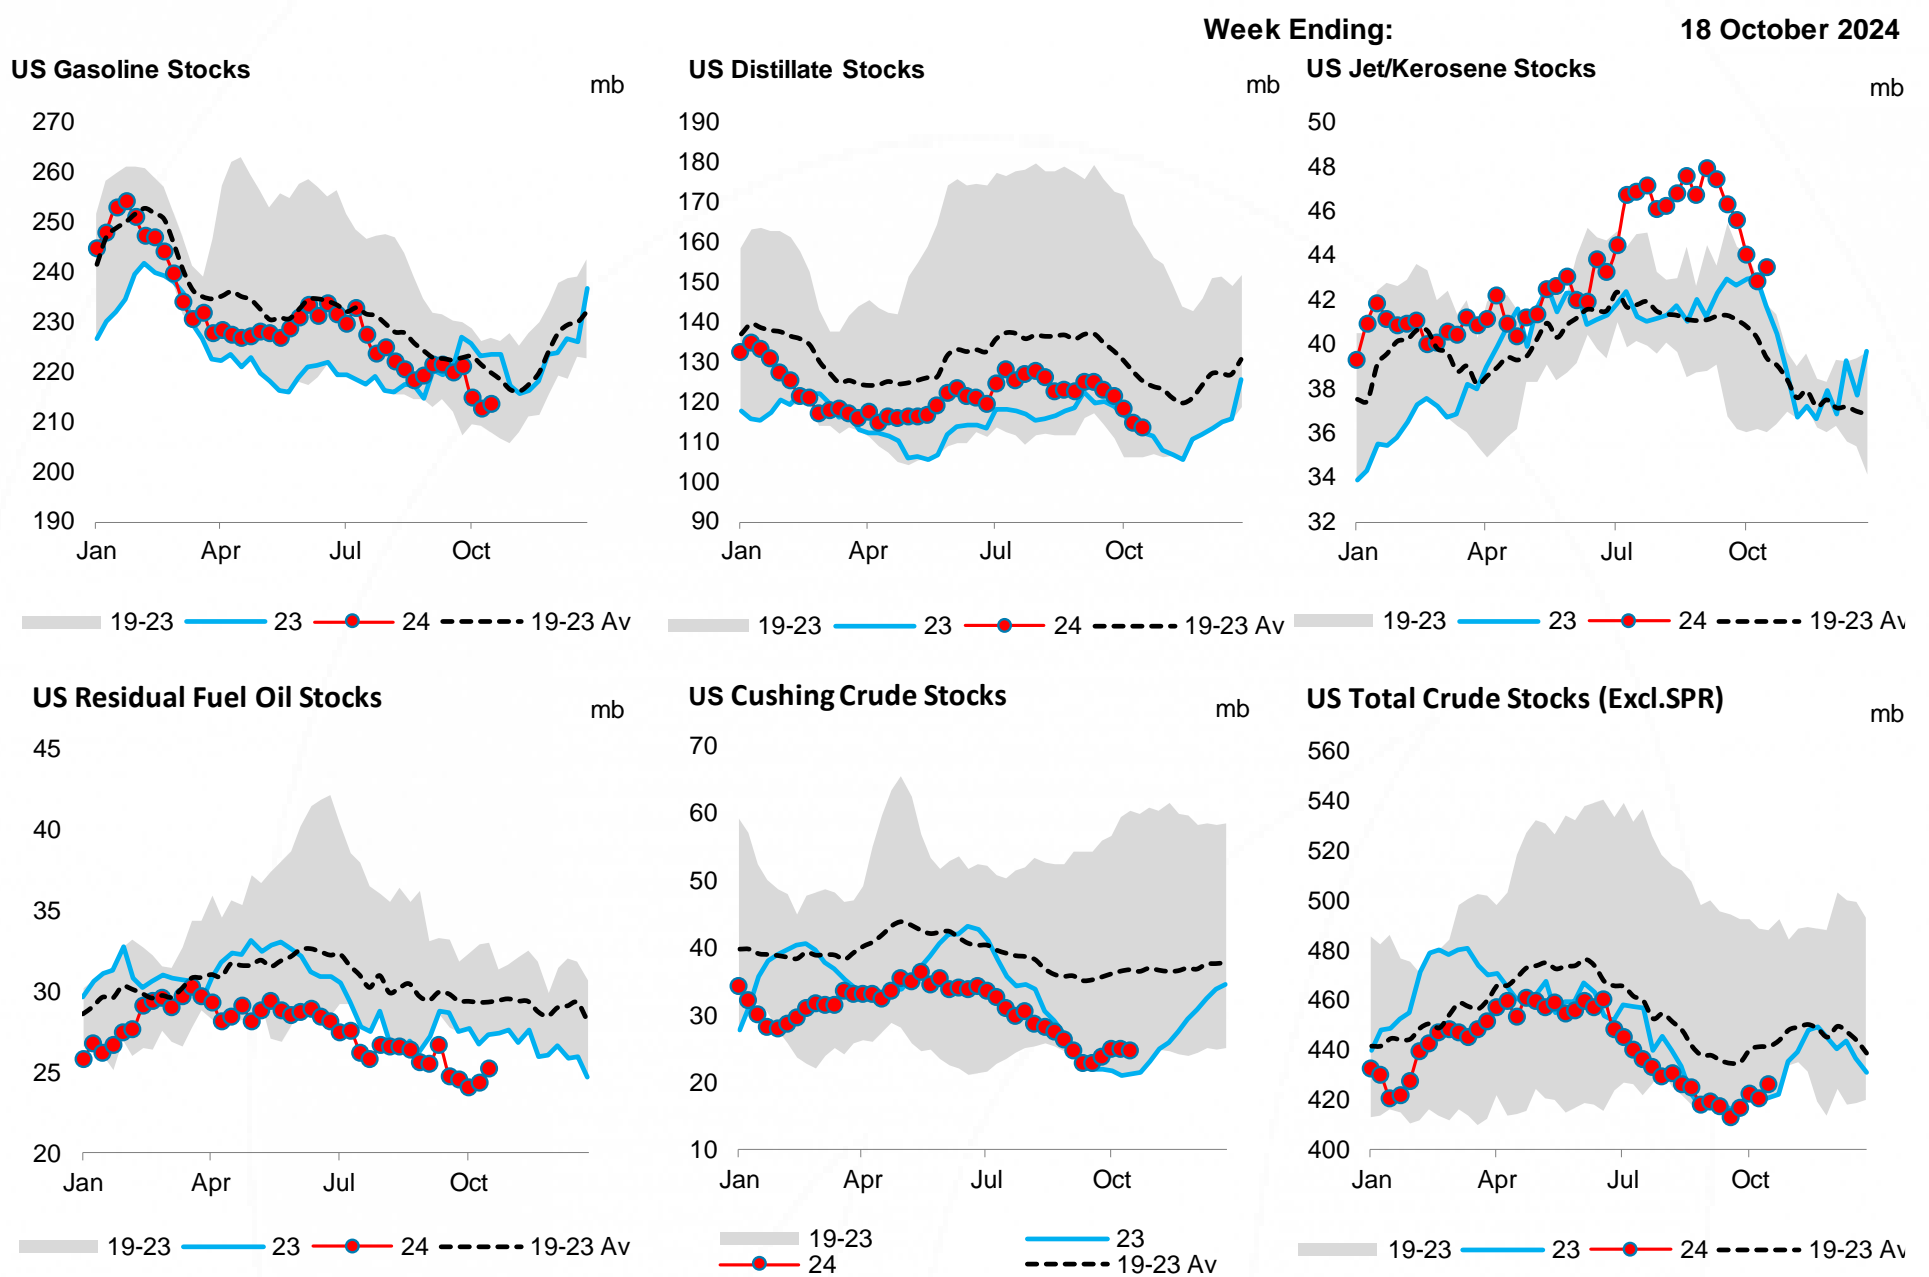 Week Ending: 18 October 2024
US Gasoline Stocks
mb
270
260
250
240
230
220
210
200
190
Jan Apr Jul Oct
19-23 23 24 19-23 Av
US Distillate Stocks
mb
190
180
170
160
150
140
130
120
110
100
90
Jan Apr Jul Oct
19-23 23 24 19-23 Av
US Jet/Kerosene Stocks
mb
50
48
46
44
42
40
38
36
34
32
Jan Apr Jul Oct
19-23 23 24 19-23 Av
US Residual Fuel Oil Stocks
mb
45
40
35
30
25
20
Jan Apr Jul Oct
19-23 23 24 19-23 Av
US Cushing Crude Stocks
mb
70
60
50
40
30
20
10
Jan Apr Jul Oct
19-23 23
24 19-23 Av
US Total Crude Stocks (Excl.SPR)
mb
560
540
520
500
480
460
440
420
400
Jan Apr Jul Oct
19-23 23 24 19-23 Av